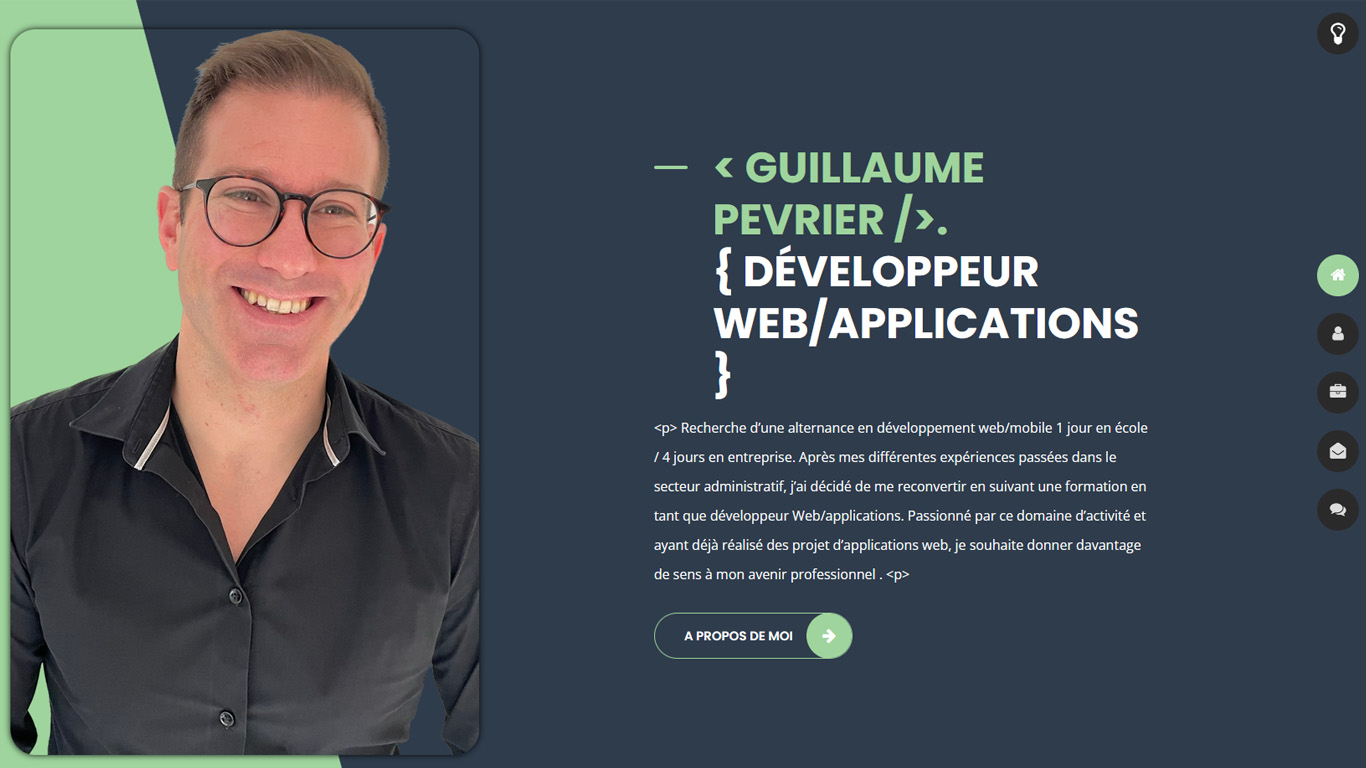 < GUILLAUME
PEVRIER />.
{ DÉVELOPPEUR
WEB/APPLICATIONS
}
<p> Recherche d’une alternance en développement web/mobile 1 jour en école
/ 4 jours en entreprise. Après mes différentes expériences passées dans le
secteur administratif, j’ai décidé de me reconvertir en suivant une formation en
tant que développeur Web/applications. Passionné par ce domaine d’activité et
ayant déjà réalisé des projet d’applications web, je souhaite donner davantage
de sens à mon avenir professionnel . <p>
A PROPOS DE MOI